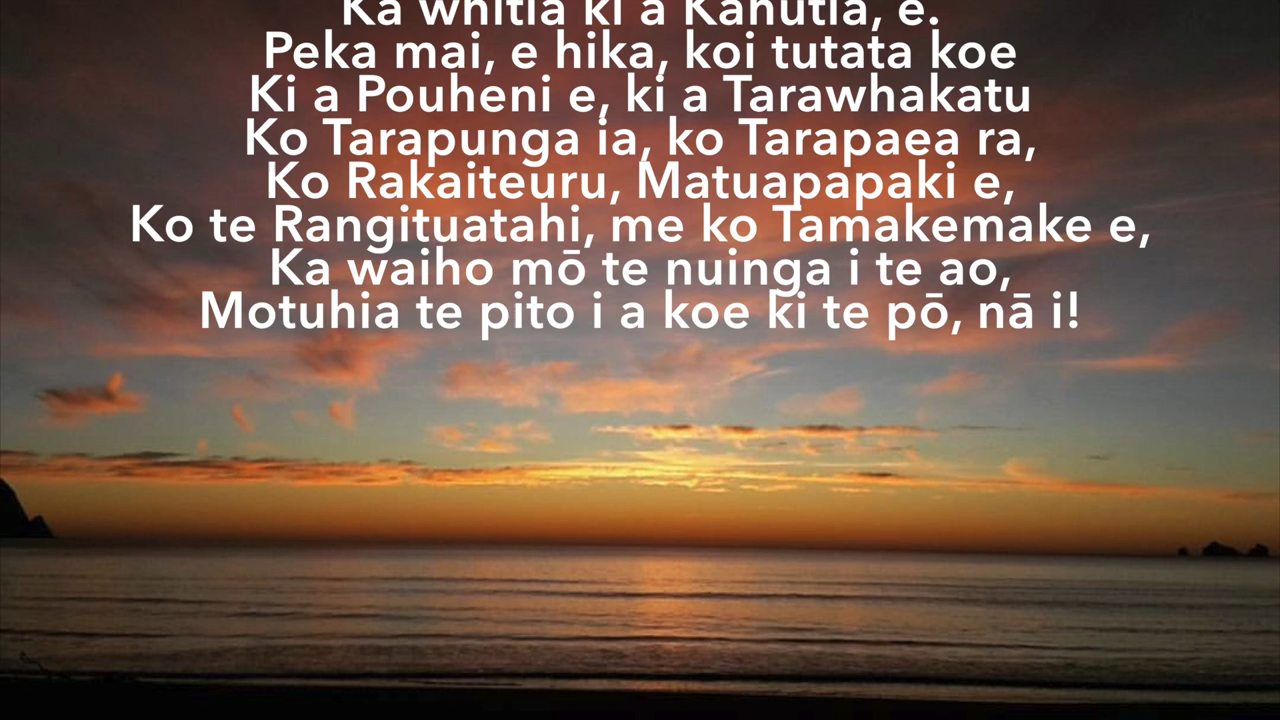 Ka whitia ki a Kahutia, e.
Peka mai, e hika, koi tutata koe
Ki a Pouheni e, ki a Tarawhakatu
Ko Tarapunga ia, ko Tarapaea ra,
Ko Rakaiteuru, Matuapapaki e,
Ko te Rangituatahi, me ko Tamakemake e,
Ka waiho mō te nuinga i te ao,
Motuhia te pito i a koe ki te pō, nā i!